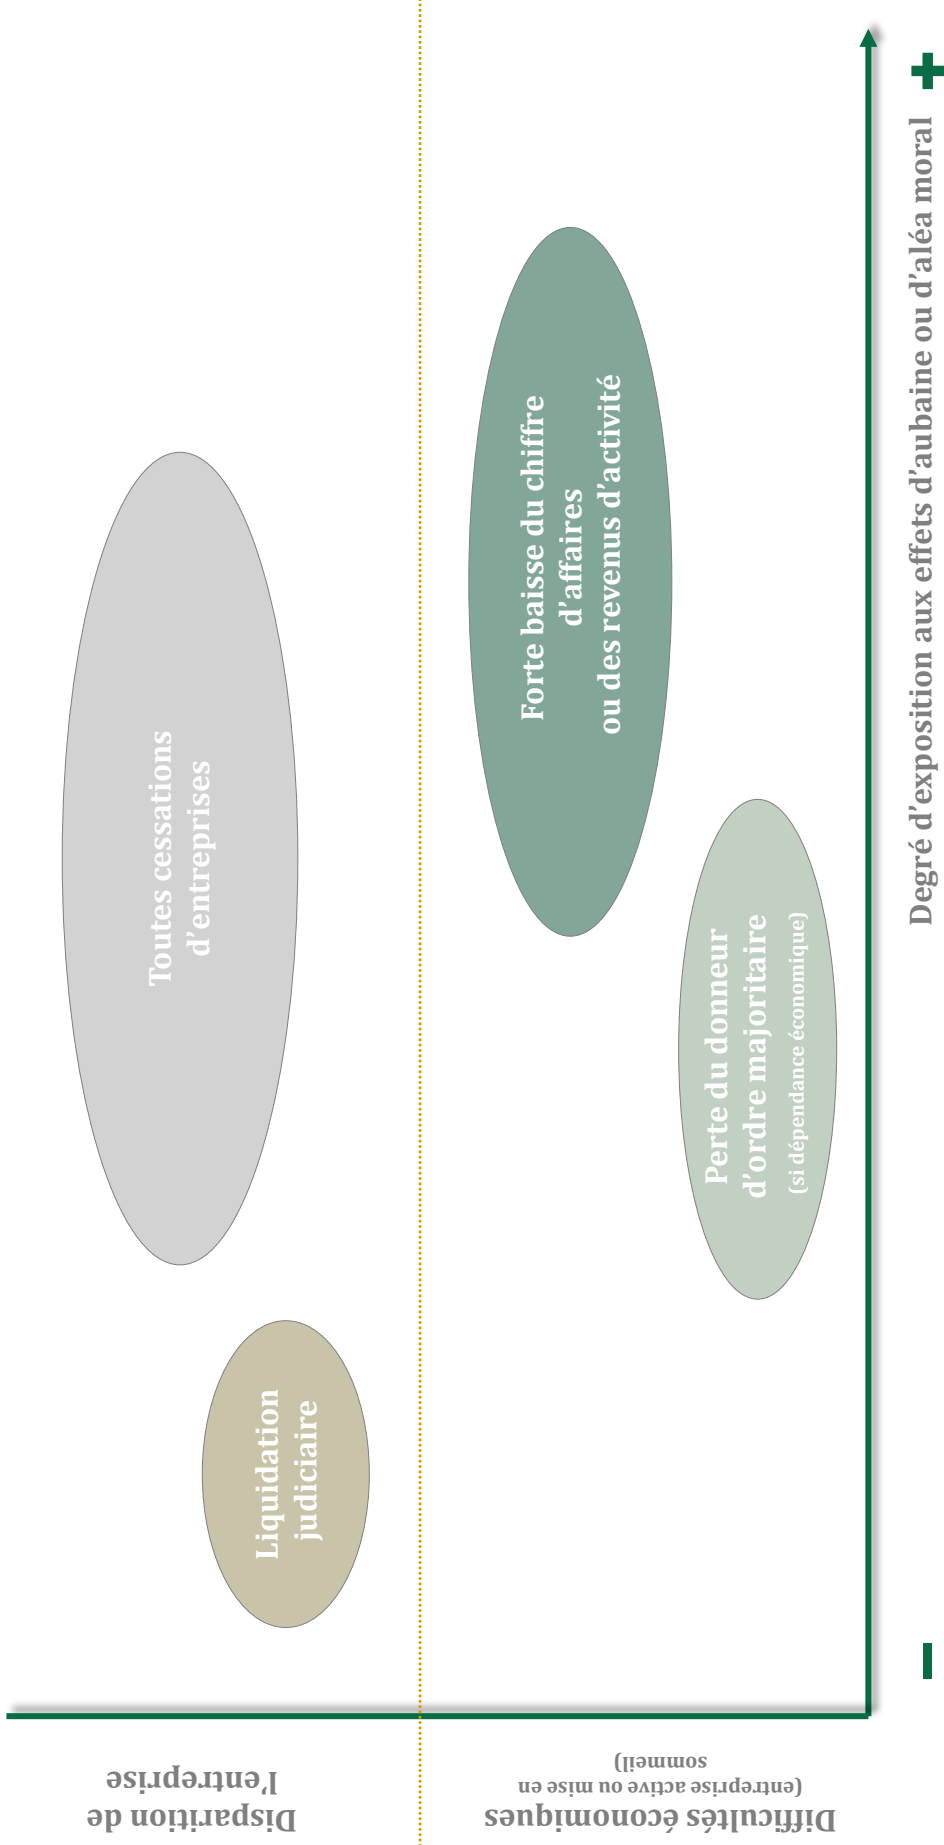 Disparition de
l'entreprise
Toutes cessations
d'entreprises
Liquidation
judiciaire
Difficultés économiques
(entreprise active ou mise en
sommeil)
Forte baisse du chiffre
d'affaires
ou des revenus d'activité
Perte du donneur
d'ordre majoritaire
(si dépendance économique)
Degré d'exposition aux effets d'aubaine ou d'aléa moral